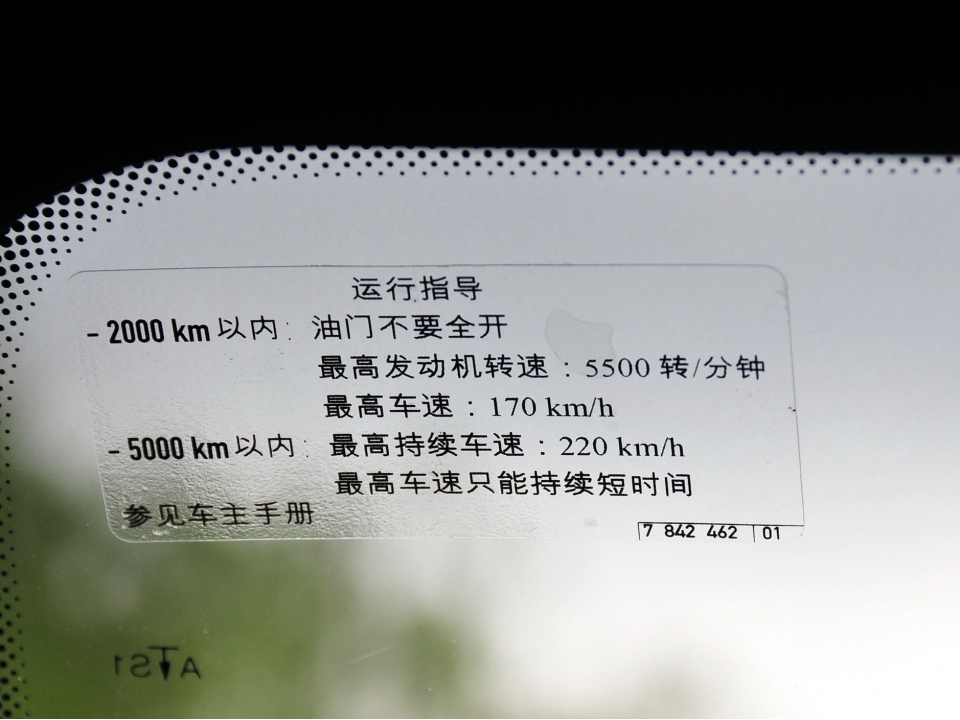 运行指导
- 2000 km 以内: 油门不要全开
最高发动机转速：5500 转/分钟
最高车速：170 km/h
- 5000 km 以内: 最高持续车速：220 km/h
最高车速只能持续短时间
参见车主手册
7 842 462 01
AS1